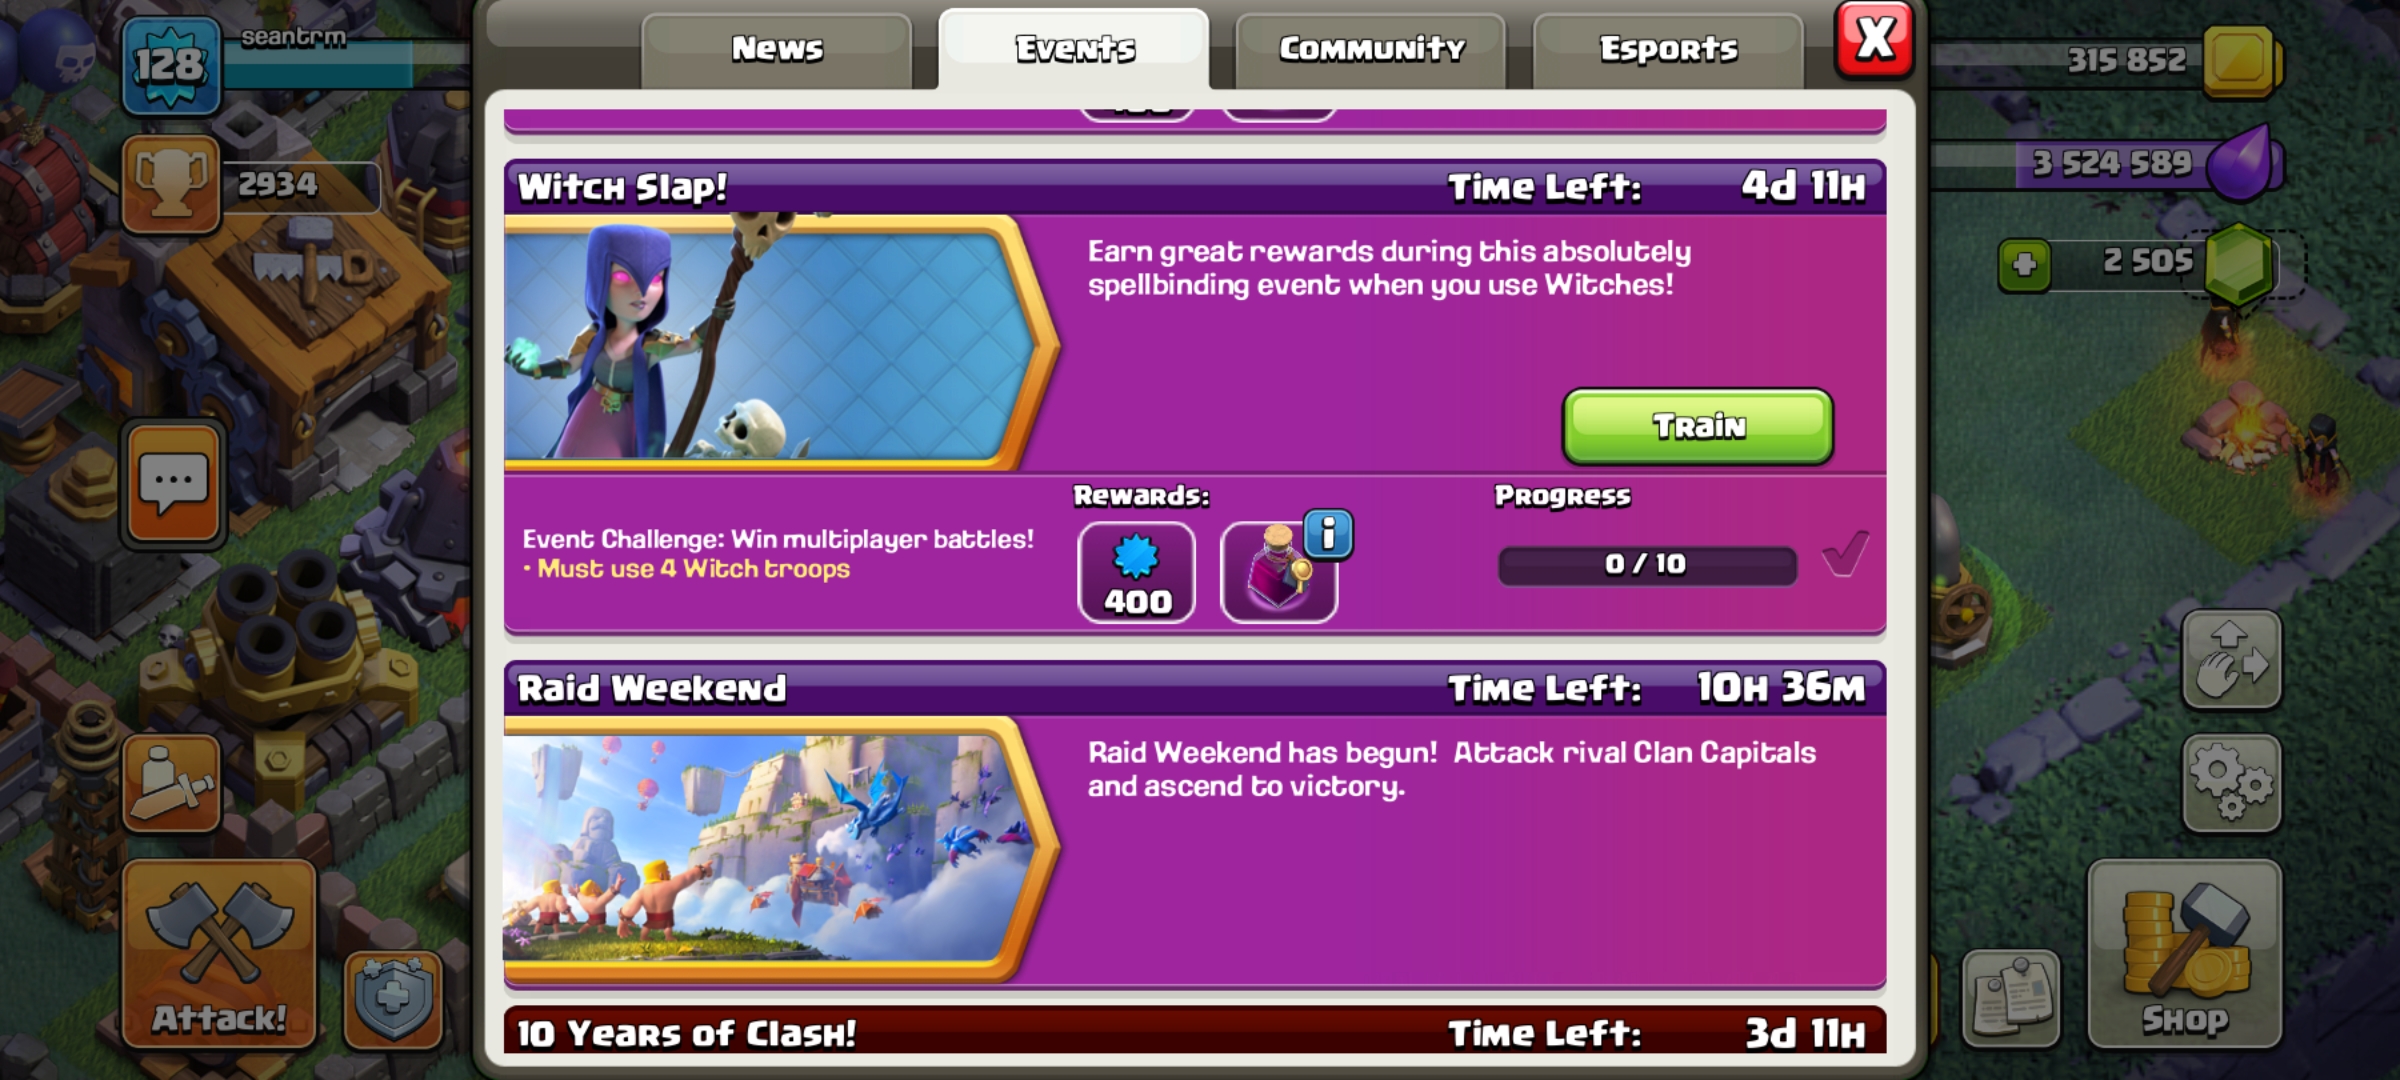 128
seantrm
2934
News
Events
Community
Esports
X
315 852
3 524 589
2 505
Witch Slap!
Time Left: 4d 11H
Earn great rewards during this absolutely
spellbinding event when you use Witches!
Train
Event Challenge: Win multiplayer battles!
• Must use 4 Witch troops
Rewards:
400
i
Progress
0 / 10
Raid Weekend
Time Left: 10H 36M
Raid Weekend has begun! Attack rival Clan Capitals
and ascend to victory.
10 Years of Clash!
Time Left: 3d 11H
Attack!
Shop